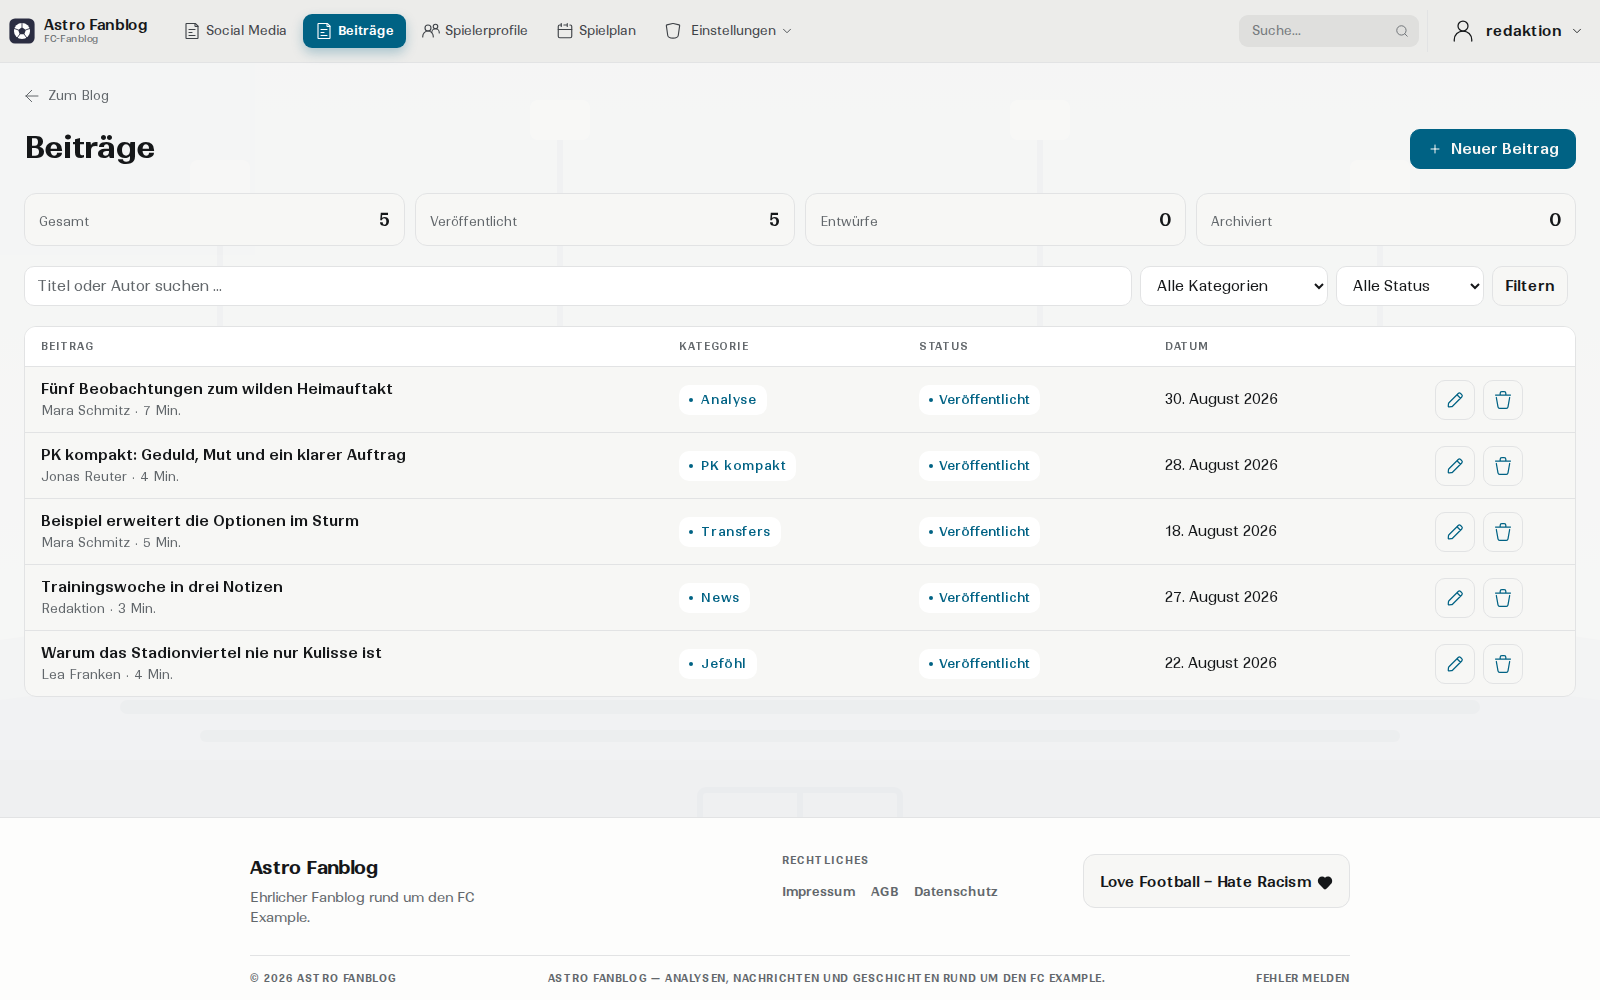 Astro Fanblog
FC-Fanblog
Social Media
Beiträge
Spielerprofile
Spielplan
Einstellungen
Suche...
redaktion
Zum Blog
Beiträge
+ Neuer Beitrag
Gesamt 5
Veröffentlicht 5
Entwürfe 0
Archiviert 0
Titel oder Autor suchen ...
Alle Kategorien
Alle Status
Filtern
BEITRAG KATEGORIE STATUS DATUM
Fünf Beobachtungen zum wilden Heimauftakt
Mara Schmitz · 7 Min.
• Analyse
• Veröffentlicht
30. August 2026
PK kompakt: Geduld, Mut und ein klarer Auftrag
Jonas Reuter · 4 Min.
• PK kompakt
• Veröffentlicht
28. August 2026
Beispiel erweitert die Optionen im Sturm
Mara Schmitz · 5 Min.
• Transfers
• Veröffentlicht
18. August 2026
Trainingswoche in drei Notizen
Redaktion · 3 Min.
• News
• Veröffentlicht
27. August 2026
Warum das Stadionviertel nie nur Kulisse ist
Lea Franken · 4 Min.
• Jeföhl
• Veröffentlicht
22. August 2026
Astro Fanblog
Ehrlicher Fanblog rund um den FC
Example.
RECHTLICHES
Impressum AGB Datenschutz
Love Football – Hate Racism ♥
© 2026 ASTRO FANBLOG
ASTRO FANBLOG — ANALYSEN, NACHRICHTEN UND GESCHICHTEN RUND UM DEN FC EXAMPLE.
FEHLER MELDEN